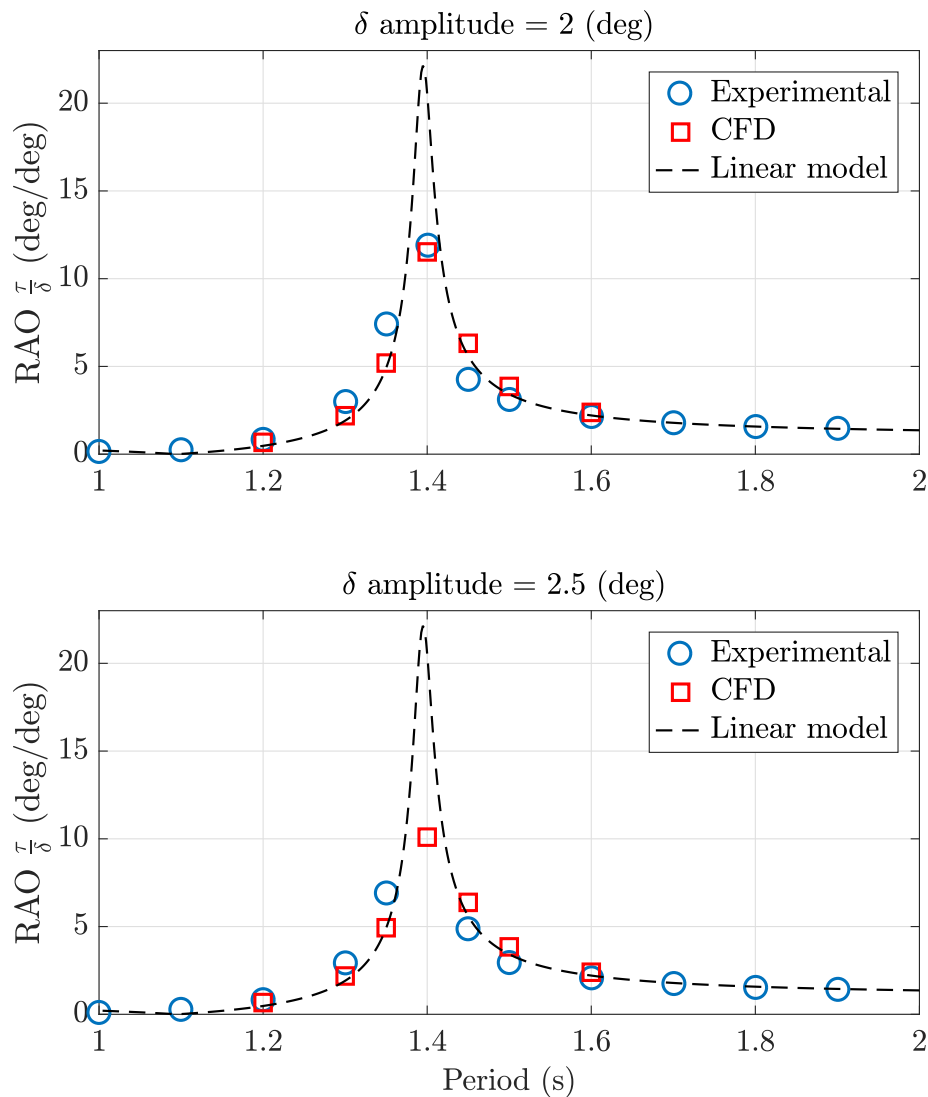 δ amplitude = 2 (deg)
RAO τ/δ (deg/deg)
20
15
10
5
0
1 1.2 1.4 1.6 1.8 2
Experimental
CFD
Linear model
δ amplitude = 2.5 (deg)
RAO τ/δ (deg/deg)
20
15
10
5
0
1 1.2 1.4 1.6 1.8 2
Experimental
CFD
Linear model
Period (s)